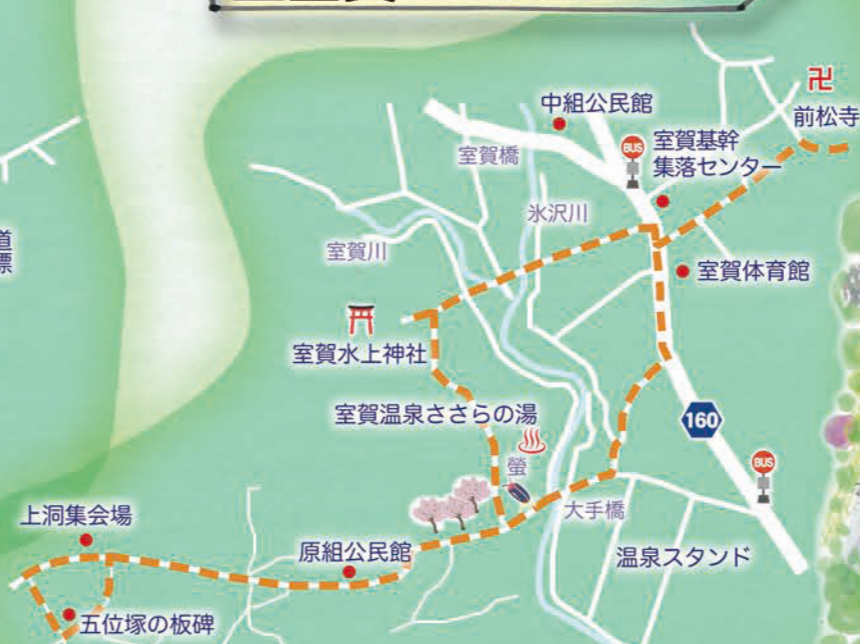 中組公民館
卍
前松寺
BUS
室賀基幹
集落センター
室賀橋
氷沢川
室賀川
道
標
室賀体育館
室賀水上神社
室賀温泉ささらの湯
160
螢
BUS
大手橋
上洞集会場
原組公民館
温泉スタンド
五位塚の板碑